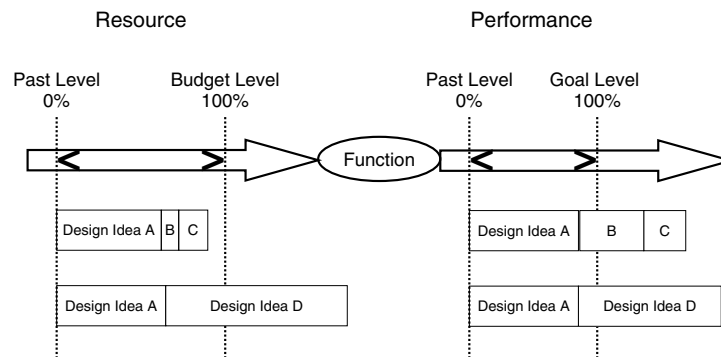 Resource Performance
Past Level Budget Level Past Level Goal Level
0% 100% 0% 100%
Function
Design Idea A B C Design Idea A B C
Design Idea A Design Idea D Design Idea A Design Idea D